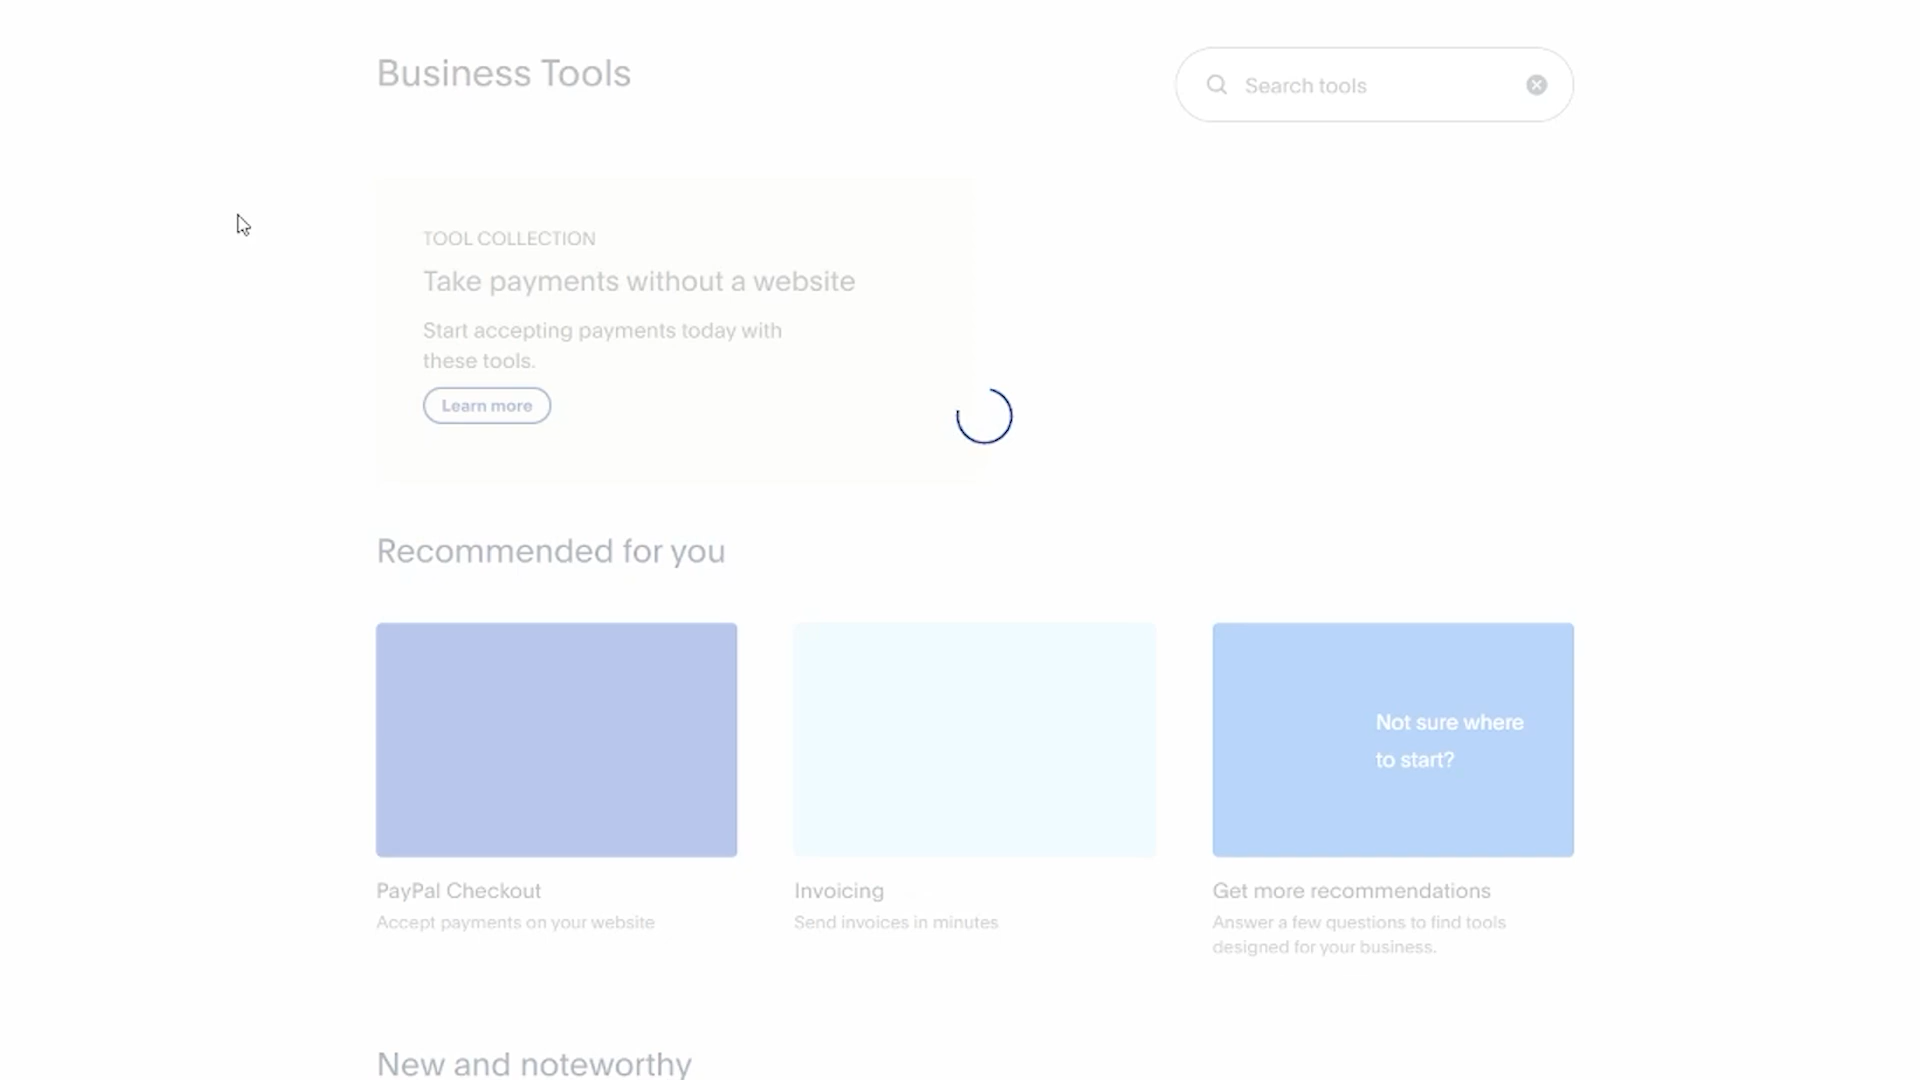 Business Tools
Search tools
TOOL COLLECTION
Take payments without a website
Start accepting payments today with
these tools.
Learn more
Recommended for you
Not sure where
to start?
PayPal Checkout
Accept payments on your website
Invoicing
Send invoices in minutes
Get more recommendations
Answer a few questions to find tools
designed for your business.
New and noteworthy